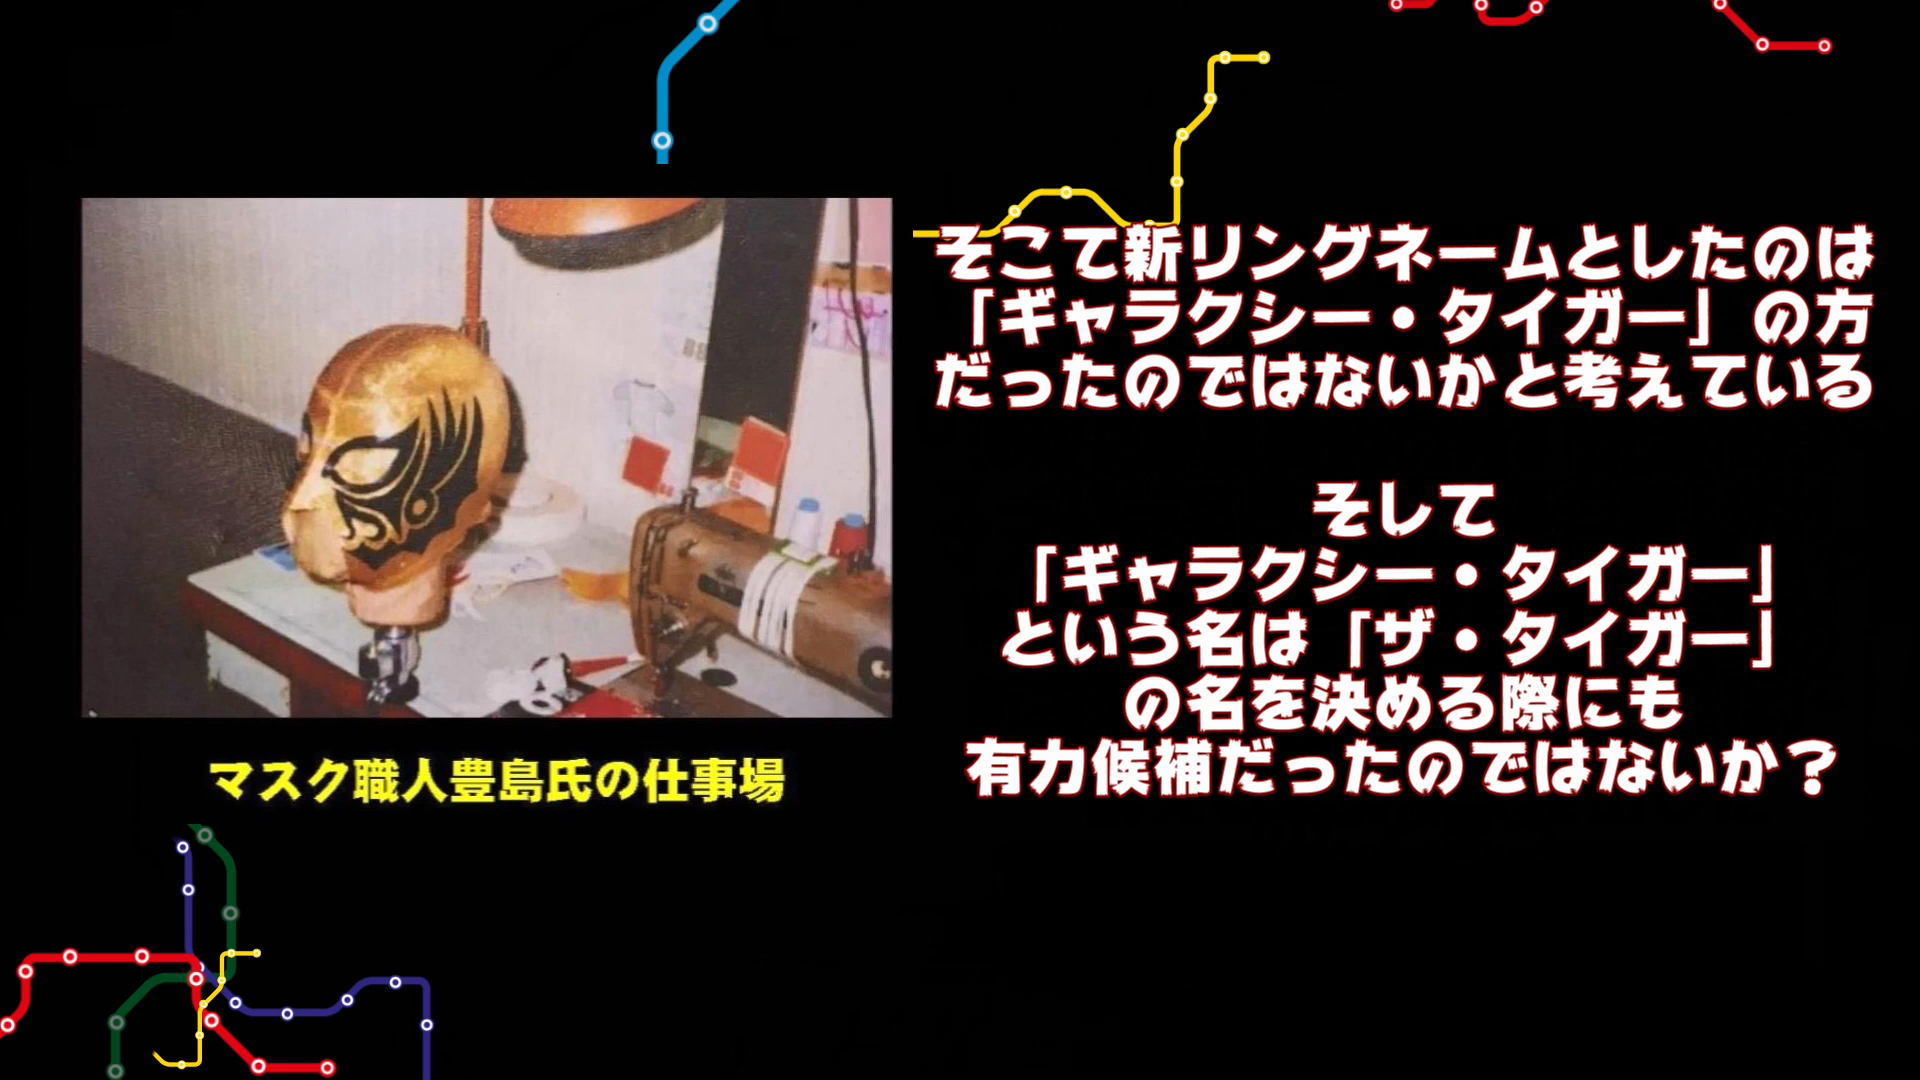 そこで新リングネームとしたのは
「ギャラクシー・タイガー」の方
だったのではないかと考えている
そして
「ギャラクシー・タイガー」
という名は「ザ・タイガー」
の名を決める際にも
有力候補だったのではないか？
マスク職人豊島氏の仕事場